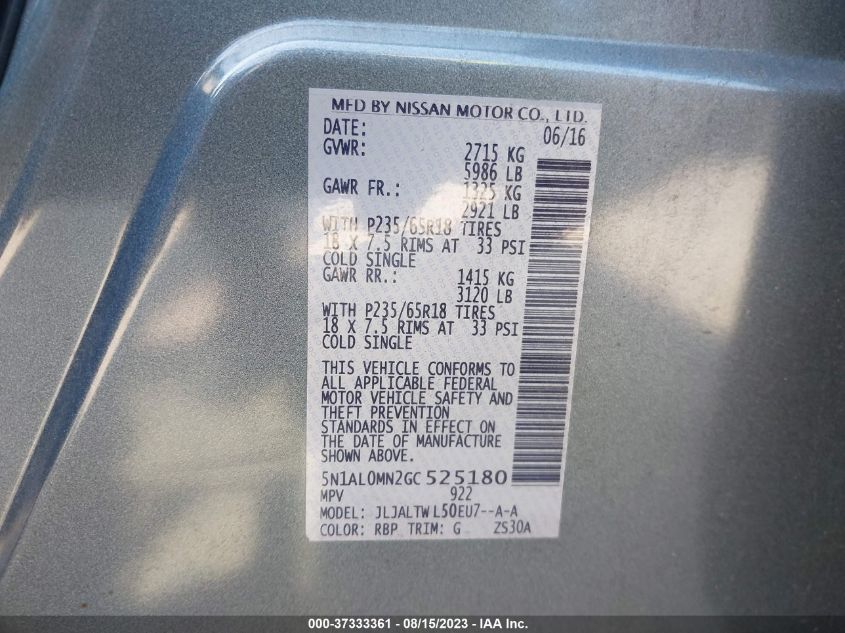 MFD BY NISSAN MOTOR CO., LTD.
DATE: 06/16
GVWR: 2715 KG
5986 LB
GAWR FR.: 1325 KG
2921 LB
WITH P235/65R18 TIRES
18 X 7.5 RIMS AT 33 PSI
COLD SINGLE
GAWR RR.: 1415 KG
3120 LB
WITH P235/65R18 TIRES
18 X 7.5 RIMS AT 33 PSI
COLD SINGLE
THIS VEHICLE CONFORMS TO
ALL APPLICABLE FEDERAL
MOTOR VEHICLE SAFETY AND
THEFT PREVENTION
STANDARDS IN EFFECT ON
THE DATE OF MANUFACTURE
SHOWN ABOVE.
5N1AL0MN2GC525180
MPV 922
MODEL: JLJALTWL50EU7--A-A
COLOR: RBP TRIM: G ZS30A
000-37333361 - 08/15/2023 - IAA Inc.